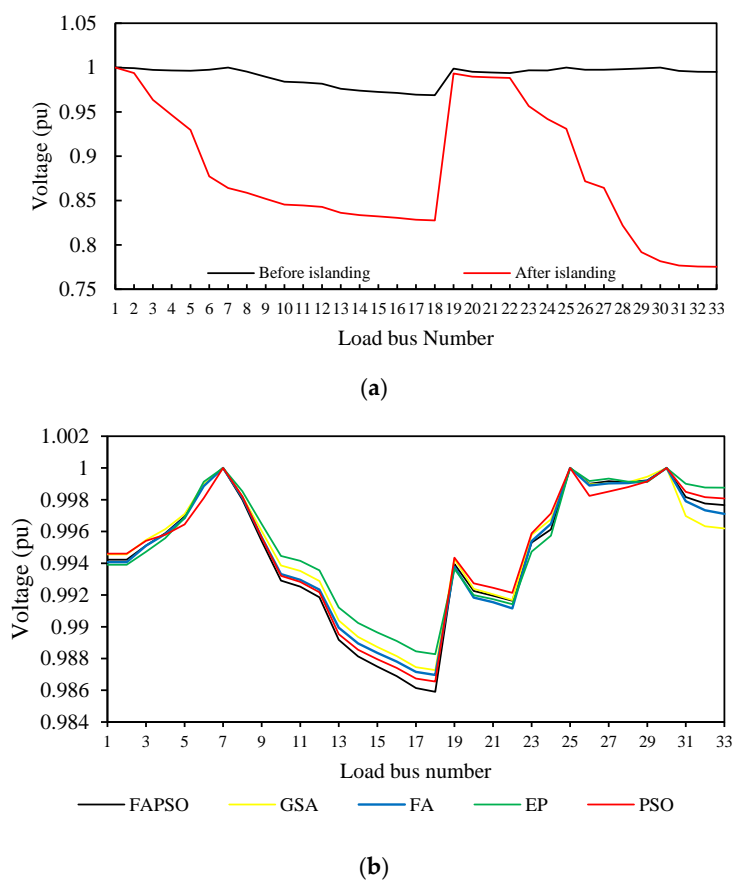 1.05
1
0.95
0.9
0.85
0.8
0.75
Voltage (pu)
Before islanding After islanding
1 2 3 4 5 6 7 8 9 10 11 12 13 14 15 16 17 18 19 20 21 22 23 24 25 26 27 28 29 30 31 32 33
Load bus Number
(a)
1.002
1
0.998
0.996
0.994
0.992
0.99
0.988
0.986
0.984
Voltage (pu)
1 3 5 7 9 11 13 15 17 19 21 23 25 27 29 31 33
Load bus number
FAPSO GSA FA EP PSO
(b)